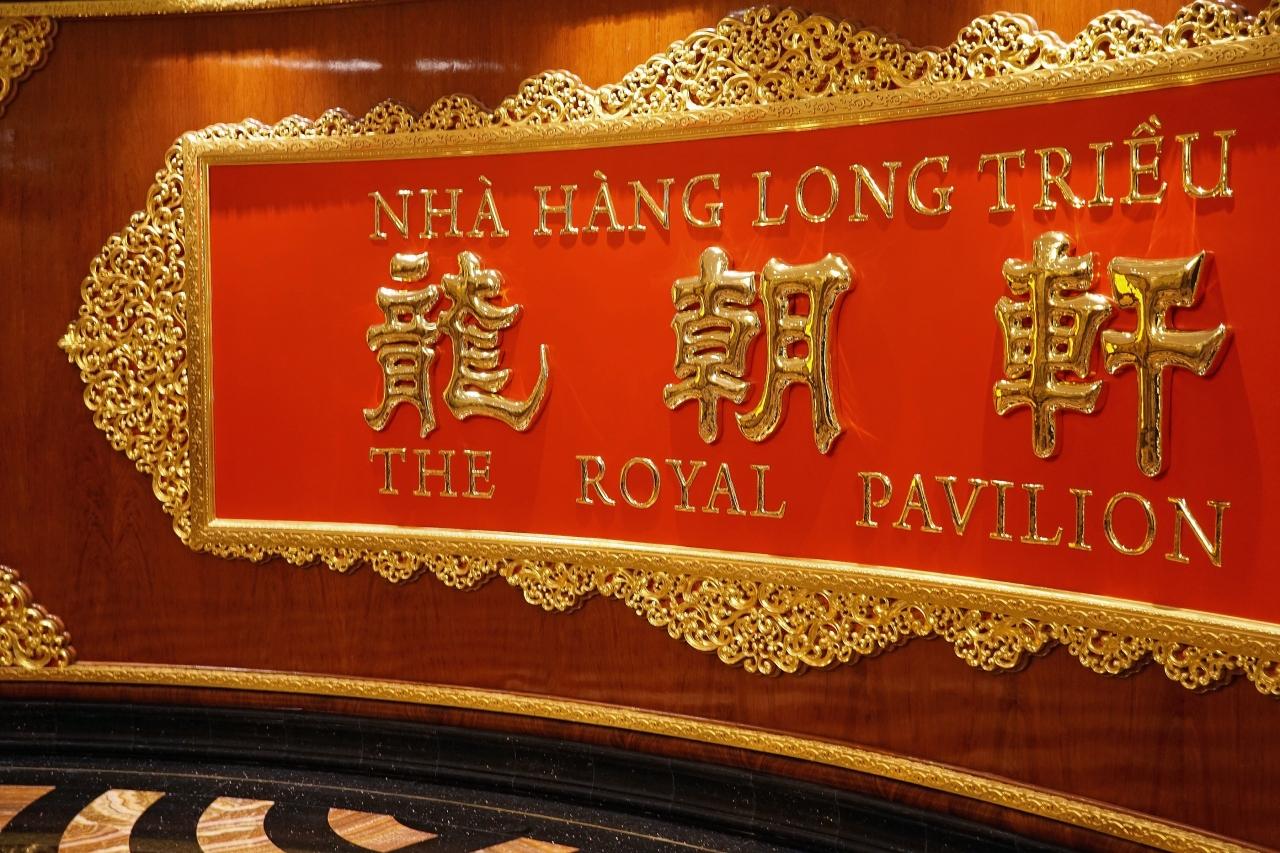 NHÀ HÀNG LONG TRIỀU
龍朝軒
THE ROYAL PAVILION